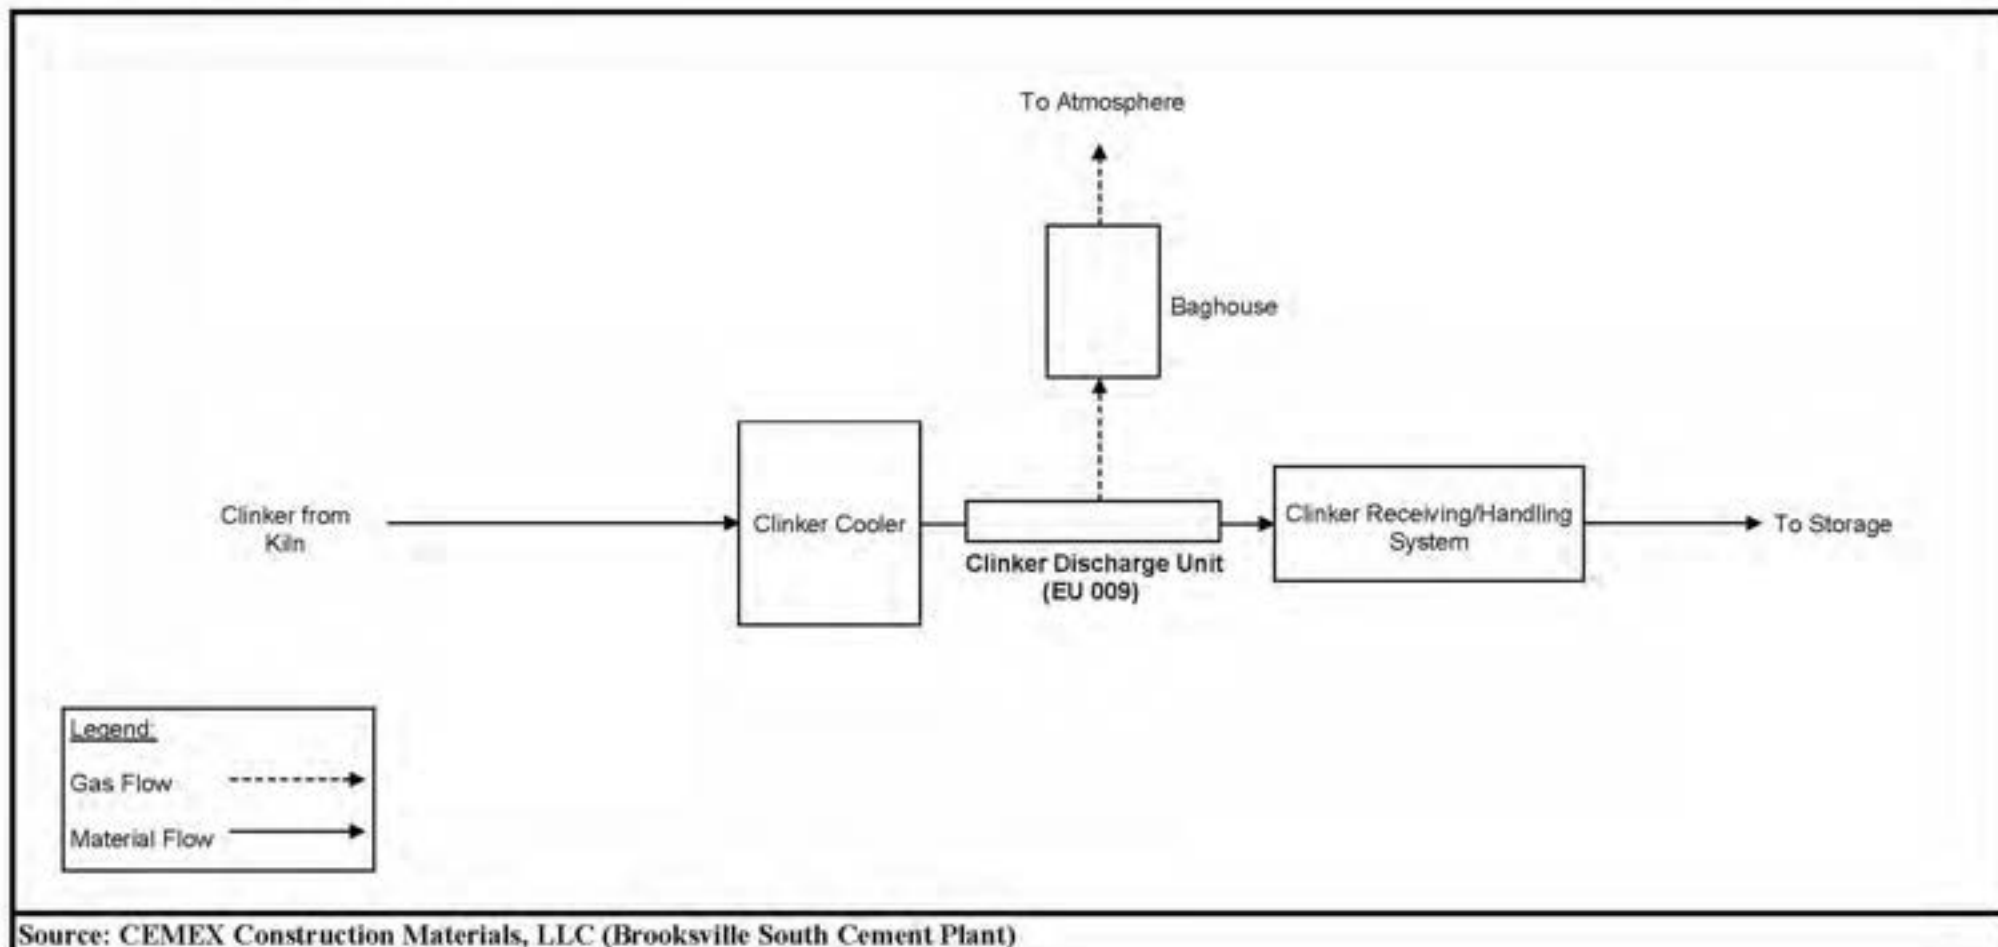 To Atmosphere
Baghouse
Clinker from
Kiln
Clinker Cooler
Clinker Discharge Unit
(EU 009)
Clinker Receiving/Handling
System
To Storage
Legend:
Gas Flow
Material Flow
Source: CEMEX Construction Materials, LLC (Brooksville South Cement Plant)